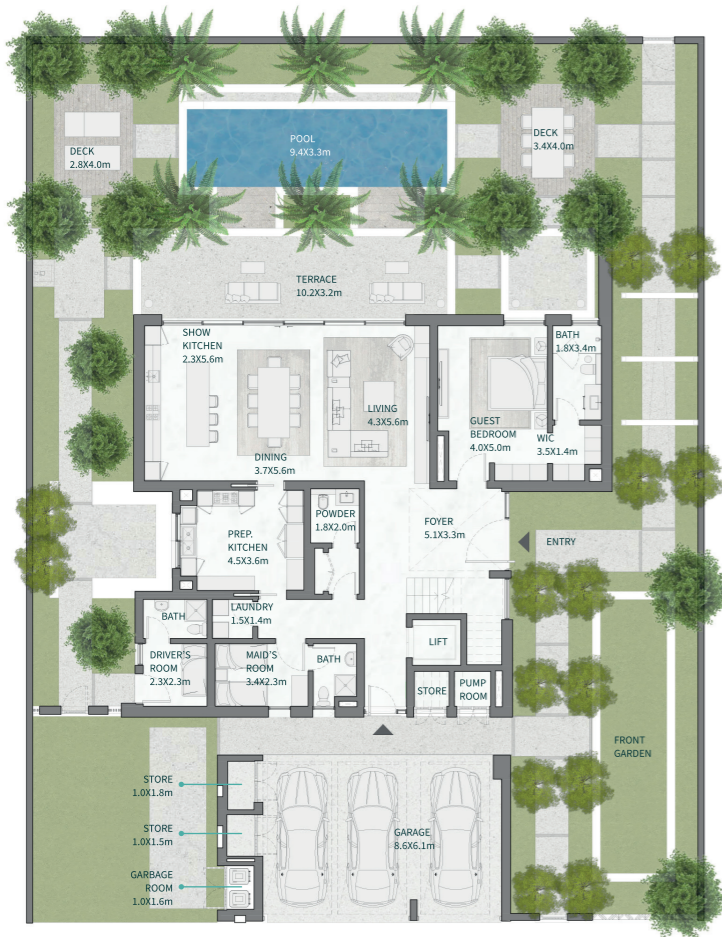 POOL
9.4X3.3m
DECK
2.8X4.0m
DECK
3.4X4.0m
TERRACE
10.2X3.2m
SHOW
KITCHEN
2.3X5.6m
BATH
1.8X3.4m
LIVING
4.3X5.6m
GUEST
BEDROOM
4.0X5.0m
WIC
3.5X1.4m
DINING
3.7X5.6m
POWDER
1.8X2.0m
FOYER
5.1X3.3m
PREP.
KITCHEN
4.5X3.6m
ENTRY
LAUNDRY
1.5X1.4m
BATH
LIFT
DRIVER'S
ROOM
2.3X2.3m
MAID'S
ROOM
3.4X2.3m
BATH
STORE
PUMP
ROOM
FRONT
GARDEN
STORE
1.0X1.8m
STORE
1.0X1.5m
GARAGE
8.6X6.1m
GARBAGE
ROOM
1.0X1.6m